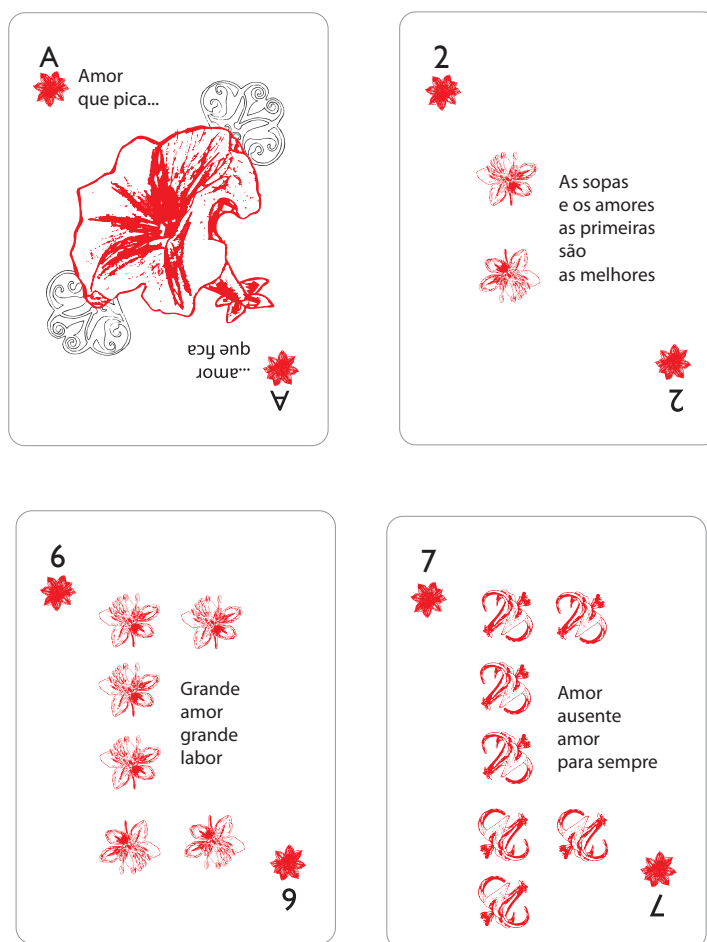 A
Amor
que pica...
...amor
que fica
A
2
As sopas
e os amores
as primeiras
são
as melhores
2
6
Grande
amor
grande
labor
6
7
Amor
ausente
amor
para sempre
7